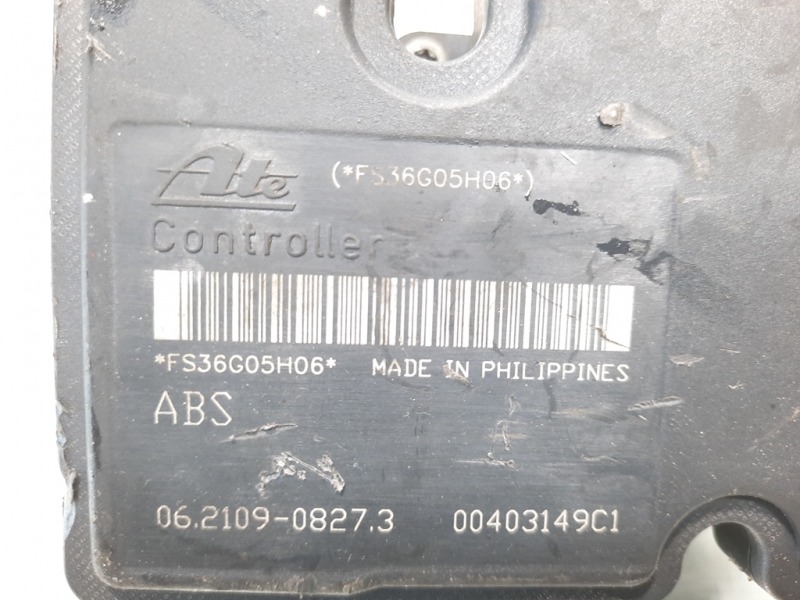 Ate (*FS36G05H06*)
Controller
*FS36G05H06* MADE IN PHILIPPINES
ABS
06.2109-0827.3 00403149C1